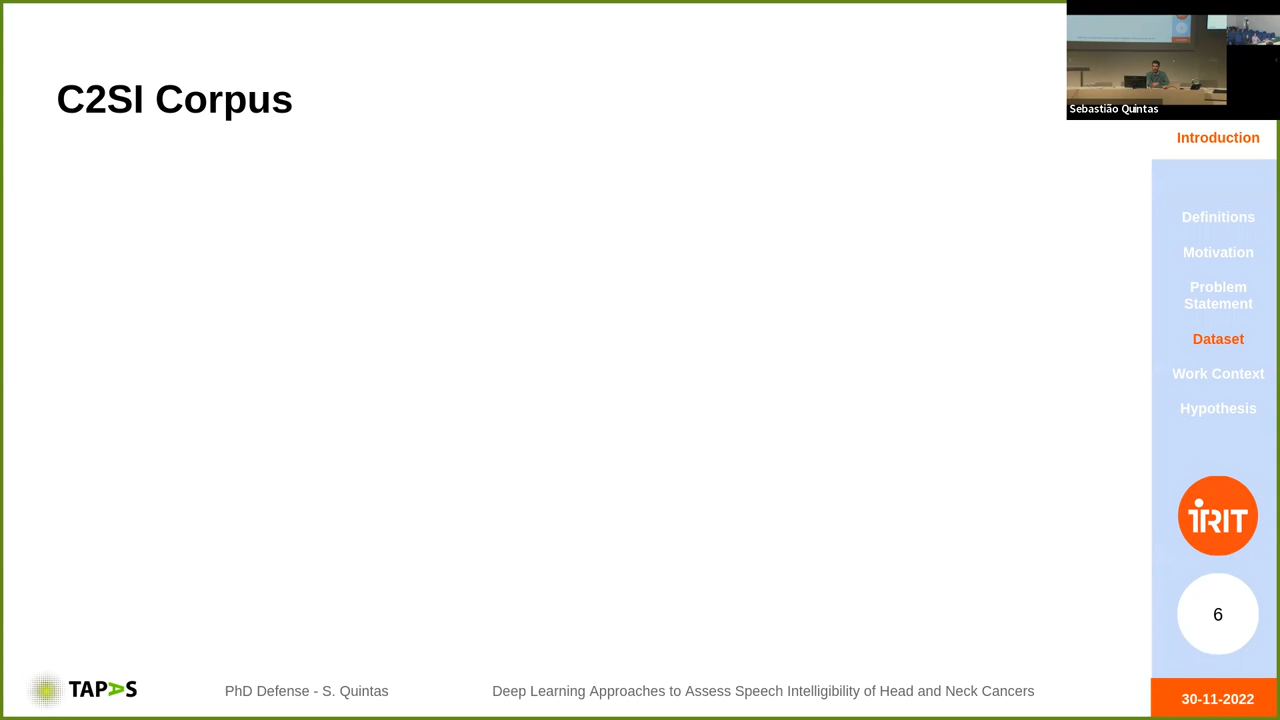 C2SI Corpus
Sebastião Quintas
Introduction
Definitions
Motivation
Problem
Statement
Dataset
Work Context
Hypothesis
iRIT
6
TAPAS
PhD Defense - S. Quintas
Deep Learning Approaches to Assess Speech Intelligibility of Head and Neck Cancers
30-11-2022